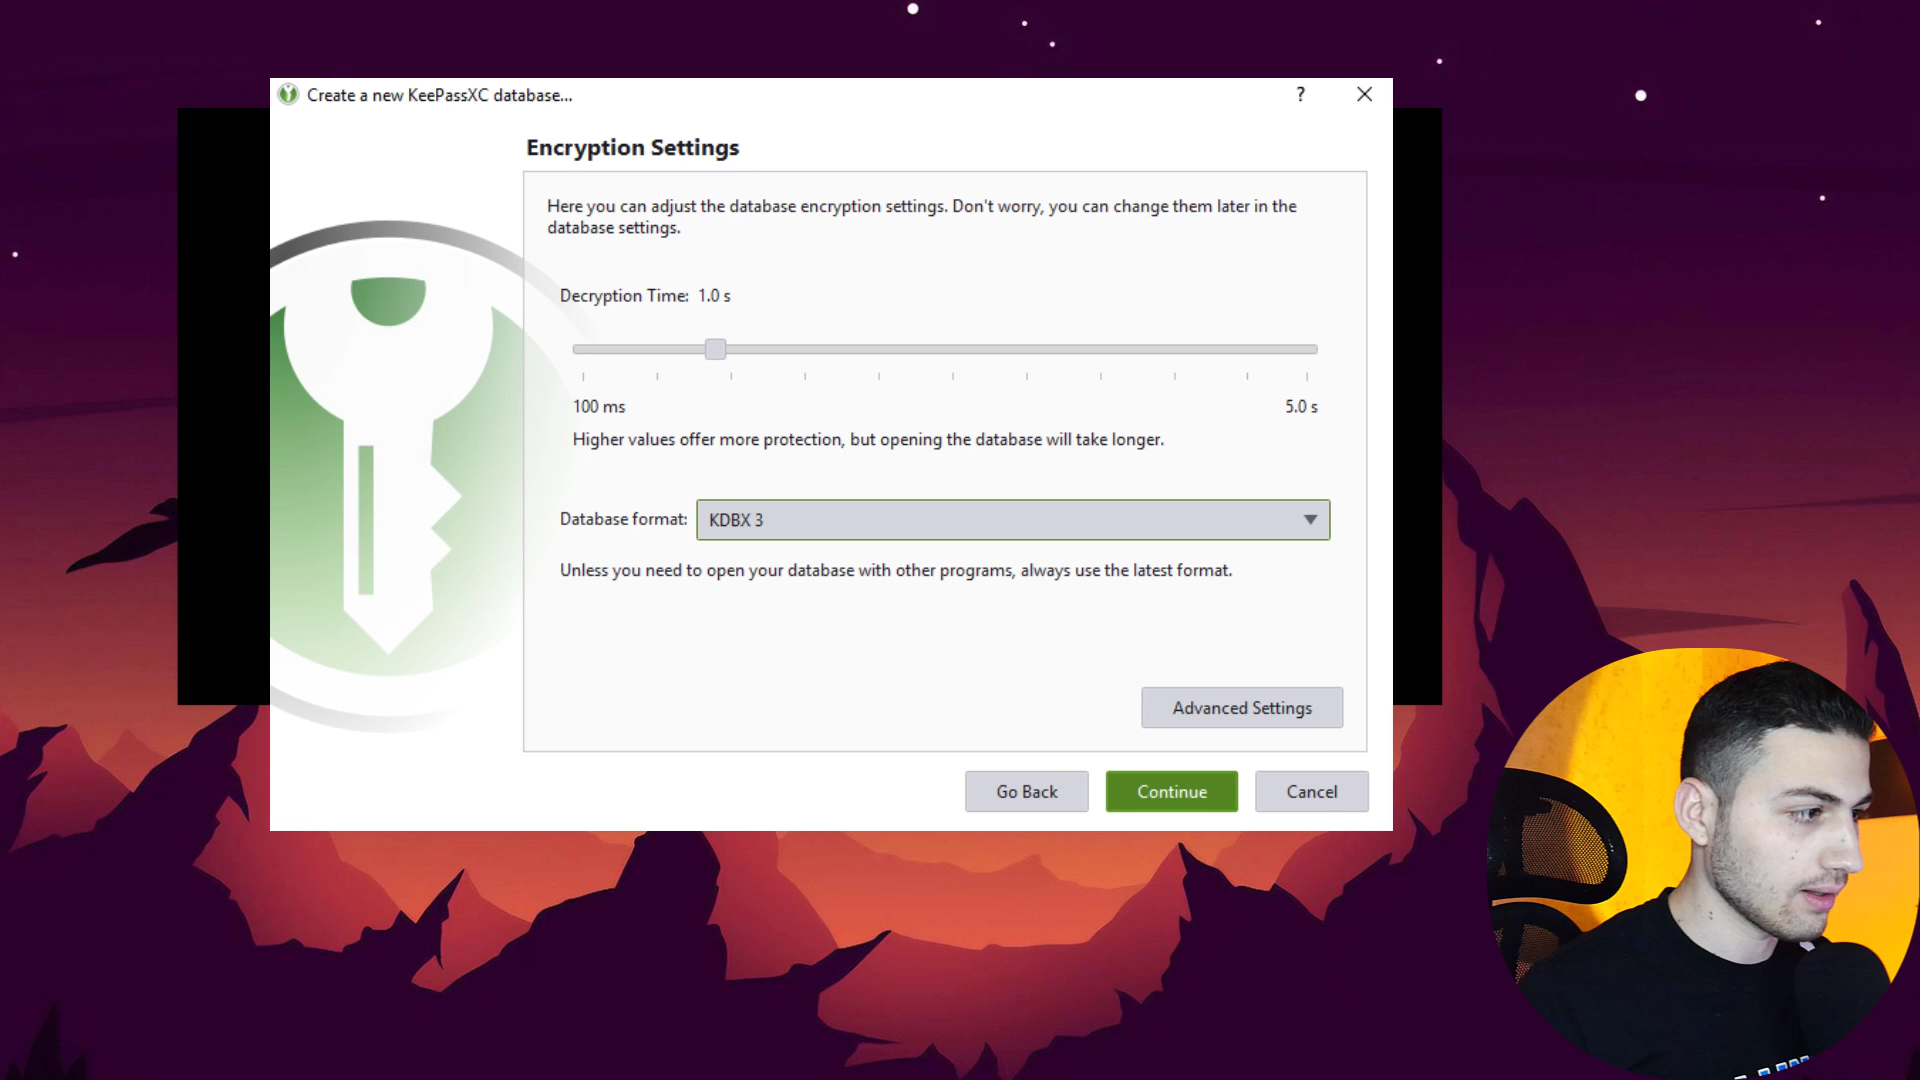 Create a new KeePassXC database...
?
Encryption Settings
Here you can adjust the database encryption settings. Don't worry, you can change them later in the
database settings.
Decryption Time: 1.0 s
100 ms
5.0 s
Higher values offer more protection, but opening the database will take longer.
Database format: KDBX 3
Unless you need to open your database with other programs, always use the latest format.
Advanced Settings
Go Back
Continue
Cancel